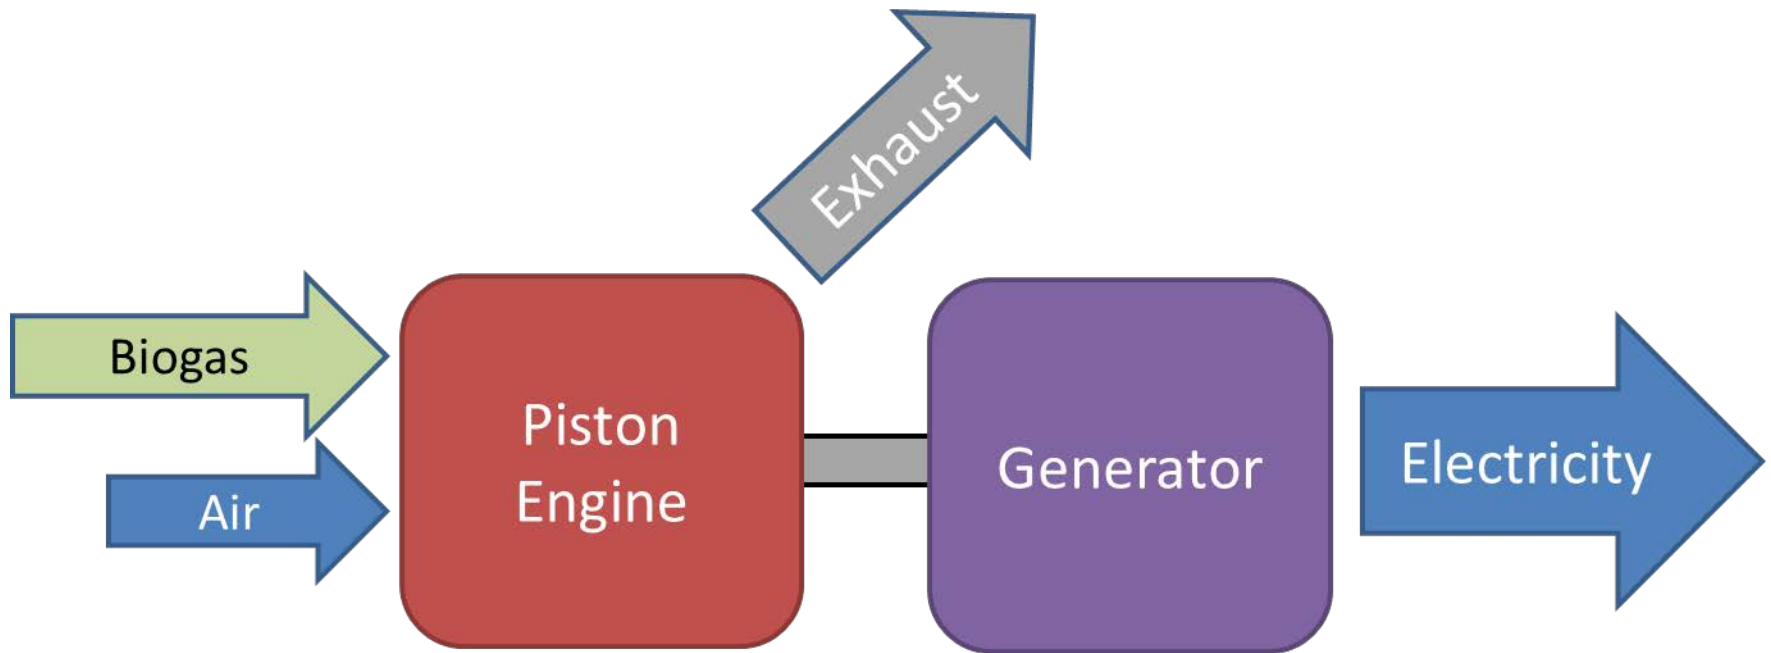 Exhaust
Biogas
Air
Piston
Engine
Generator
Electricity